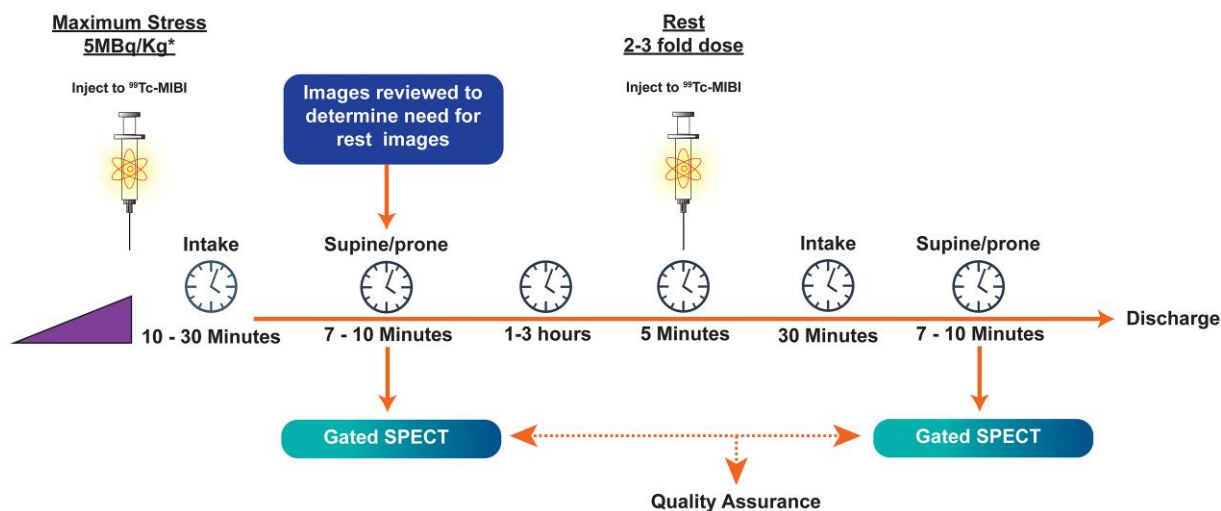 Maximum Stress
5MBq/Kg*
Inject to ⁹⁹Tc-MIBI
Images reviewed to
determine need for
rest images
Rest
2-3 fold dose
Inject to ⁹⁹Tc-MIBI
Intake
Supine/prone
Intake
Supine/prone
10 - 30 Minutes
7 - 10 Minutes
1-3 hours
5 Minutes
30 Minutes
7 - 10 Minutes
Discharge
Gated SPECT
Gated SPECT
Quality Assurance